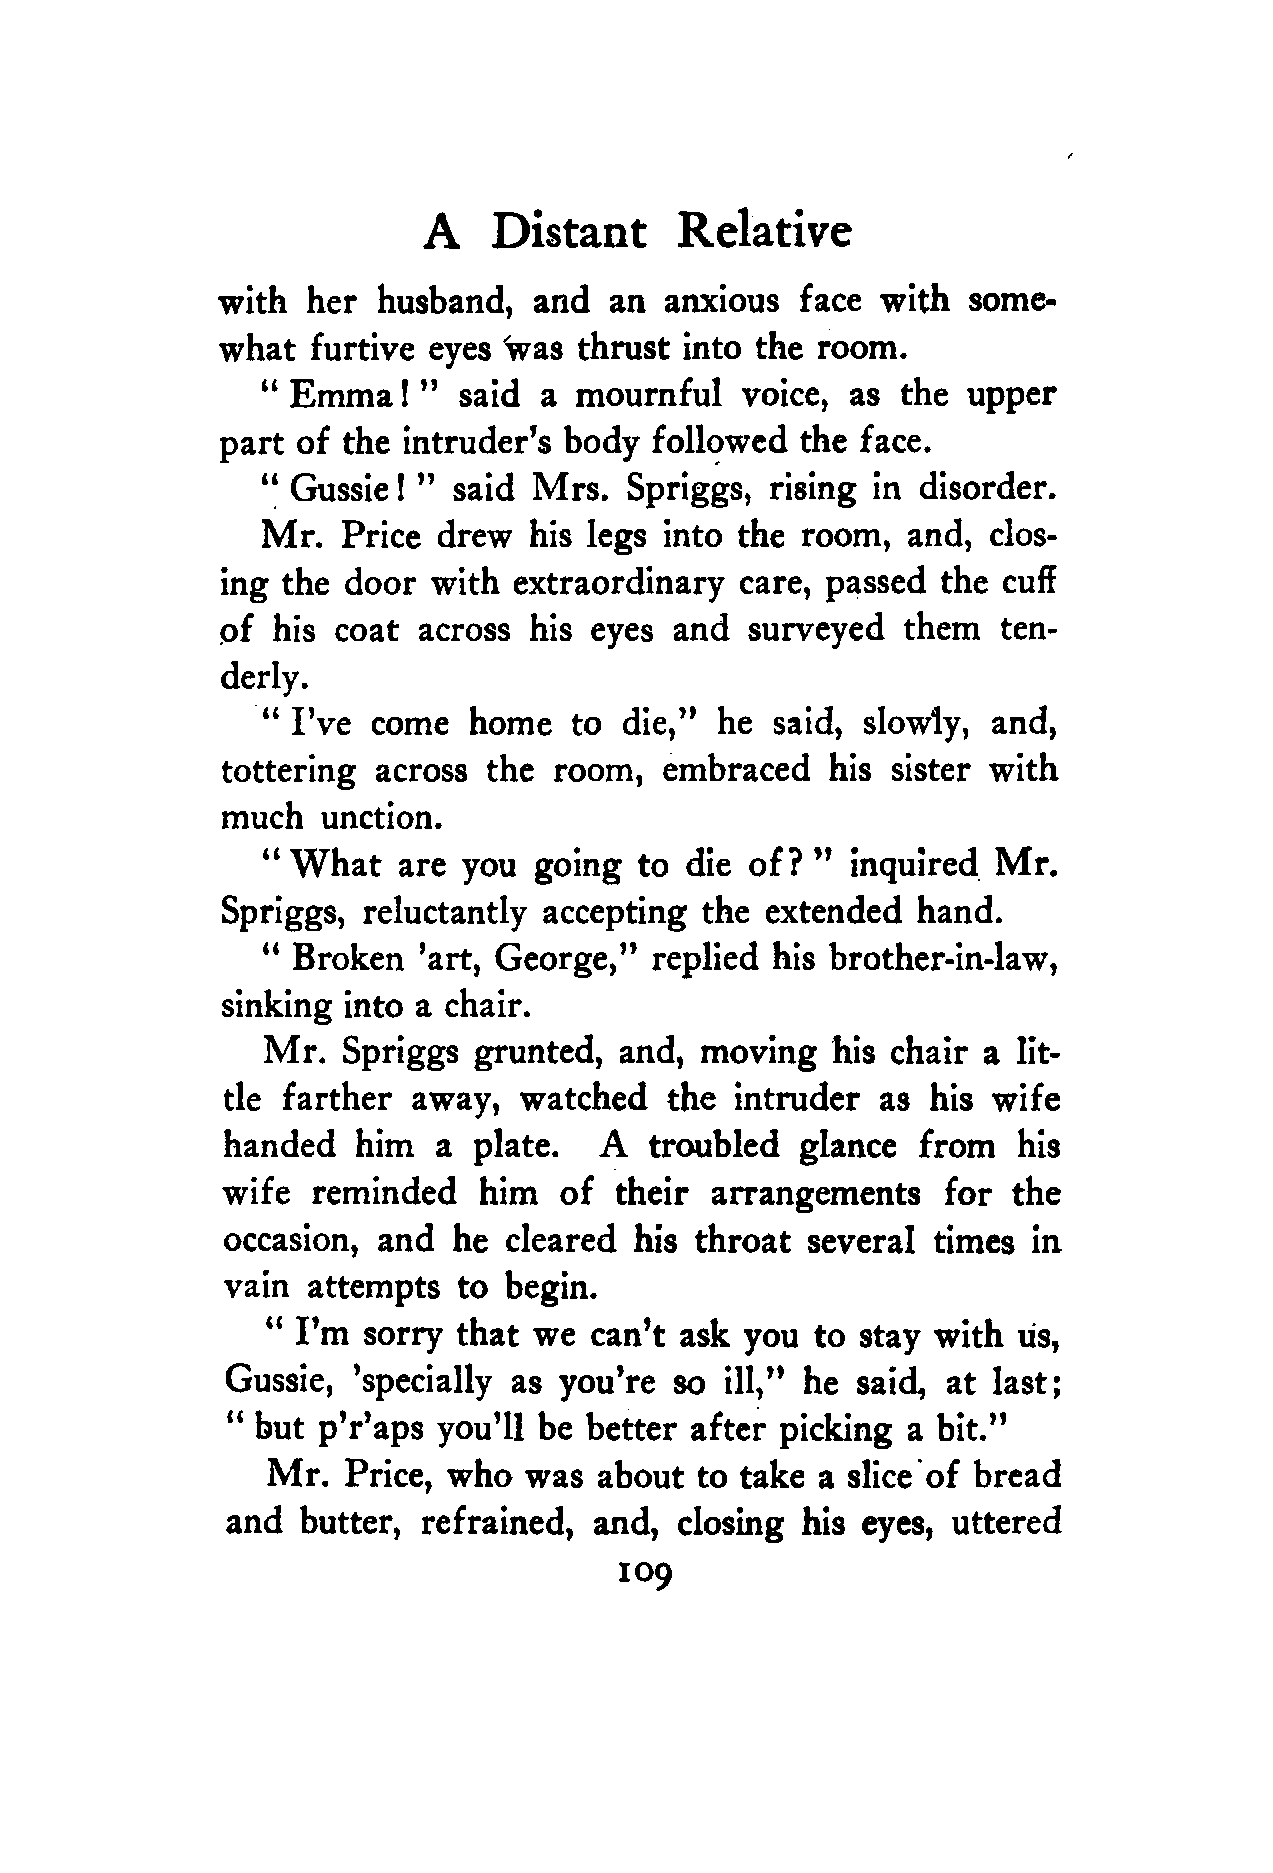 A Distant Relative
with her husband, and an anxious face with some-
what furtive eyes was thrust into the room.
" Emma! " said a mournful voice, as the upper
part of the intruder's body followed the face.
" Gussie! " said Mrs. Spriggs, rising in disorder.
Mr. Price drew his legs into the room, and, clos-
ing the door with extraordinary care, passed the cuff
of his coat across his eyes and surveyed them ten-
derly.
" I've come home to die," he said, slowly, and,
tottering across the room, embraced his sister with
much unction.
" What are you going to die of? " inquired Mr.
Spriggs, reluctantly accepting the extended hand.
" Broken 'art, George," replied his brother-in-law,
sinking into a chair.
Mr. Spriggs grunted, and, moving his chair a lit-
tle farther away, watched the intruder as his wife
handed him a plate. A troubled glance from his
wife reminded him of their arrangements for the
occasion, and he cleared his throat several times in
vain attempts to begin.
" I'm sorry that we can't ask you to stay with us,
Gussie, 'specially as you're so ill," he said, at last;
" but p'r'aps you'll be better after picking a bit."
Mr. Price, who was about to take a slice of bread
and butter, refrained, and, closing his eyes, uttered
109